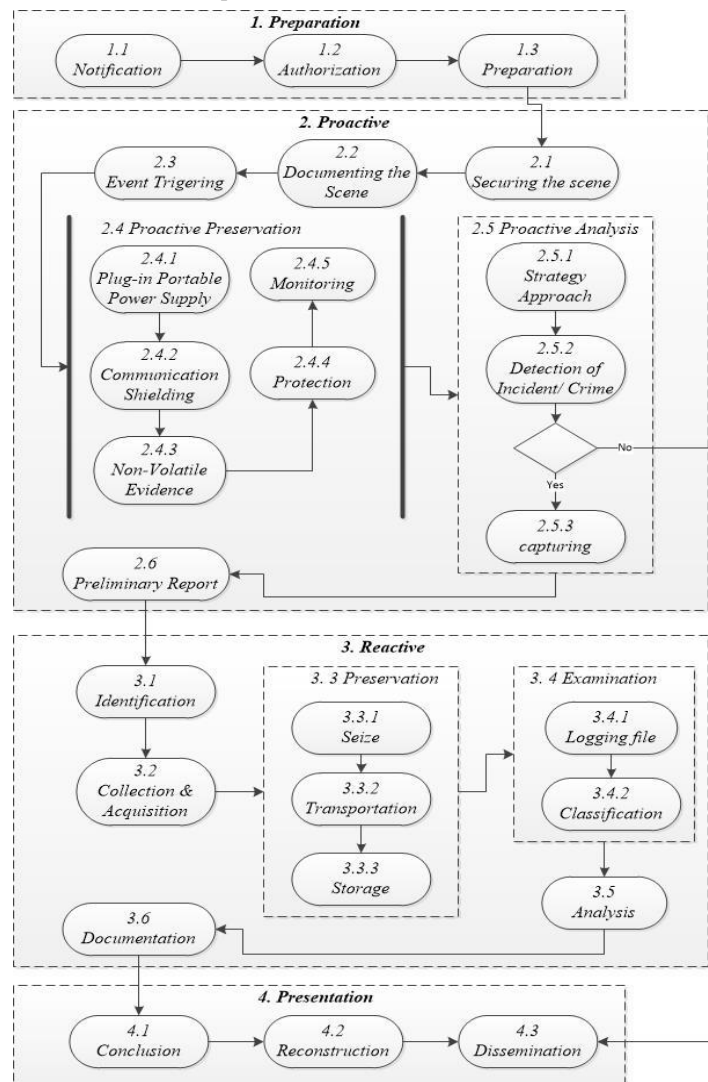 1. Preparation
1.1
Notification
1.2
Authorization
1.3
Preparation
2. Proactive
2.1
Securing the scene
2.2
Documenting the
Scene
2.3
Event Trigering
2.4 Proactive Preservation
2.4.1
Plug-in Portable
Power Supply
2.4.2
Communication
Shielding
2.4.3
Non-Volatile
Evidence
2.4.4
Protection
2.4.5
Monitoring
2.5 Proactive Analysis
2.5.1
Strategy
Approach
2.5.2
Detection of
Incident/ Crime
No
Yes
2.5.3
capturing
2.6
Preliminary Report
3. Reactive
3.1
Identification
3.2
Collection &
Acquisition
3. 3 Preservation
3.3.1
Seize
3.3.2
Transportation
3.3.3
Storage
3. 4 Examination
3.4.1
Logging file
3.4.2
Classification
3.5
Analysis
3.6
Documentation
4. Presentation
4.1
Conclusion
4.2
Reconstruction
4.3
Dissemination